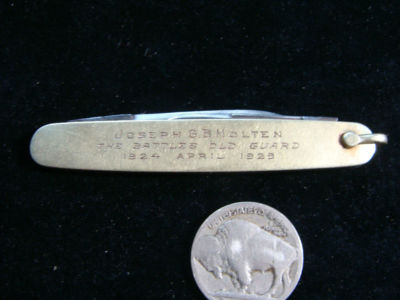 JOSEPH G.B. MOLTEN
THE BATTLES OLD GUARD
1924 APRIL 1929